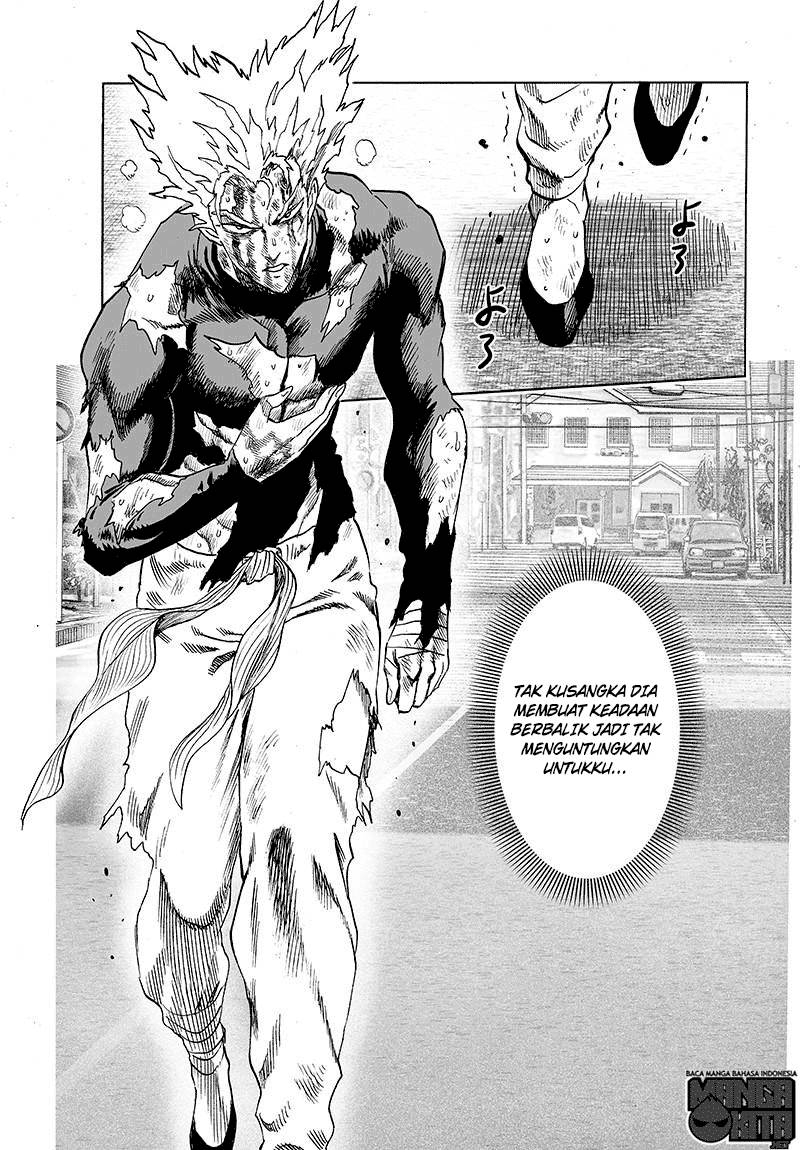 よろ
よろ
TAK KUSANGKA DIA
MEMBUAT KEADAAN
BERBALIK JADI TAK
MENGUNTUNGKAN
UNTUKKU...
BACA MANGA BAHASA INDONESIA
MANGA
KITA